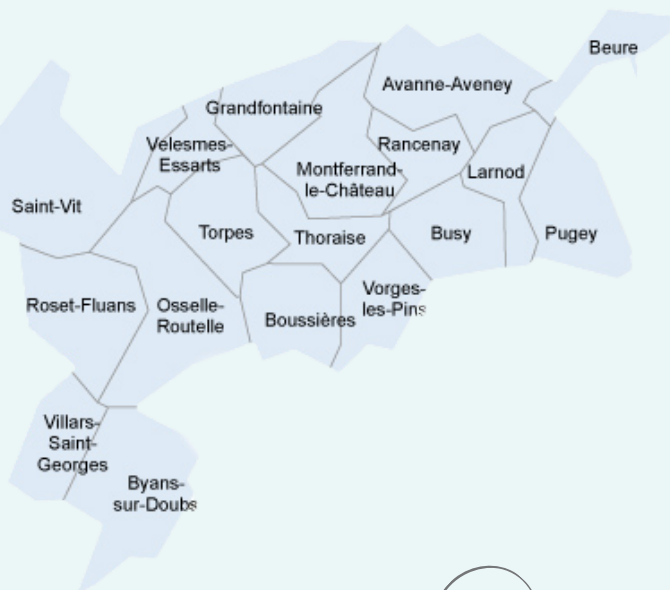 Beure
Avanne-Aveney
Grandfontaine
Velesmes-
Essarts
Rancenay
Montferrand-
le-Château
Larnod
Saint-Vit
Torpes
Thoraise
Busy
Pugey
Roset-Fluans
Osselle-
Routelle
Boussières
Vorges-
les-Pins
Villars-
Saint-
Georges
Byans-
sur-Doubs